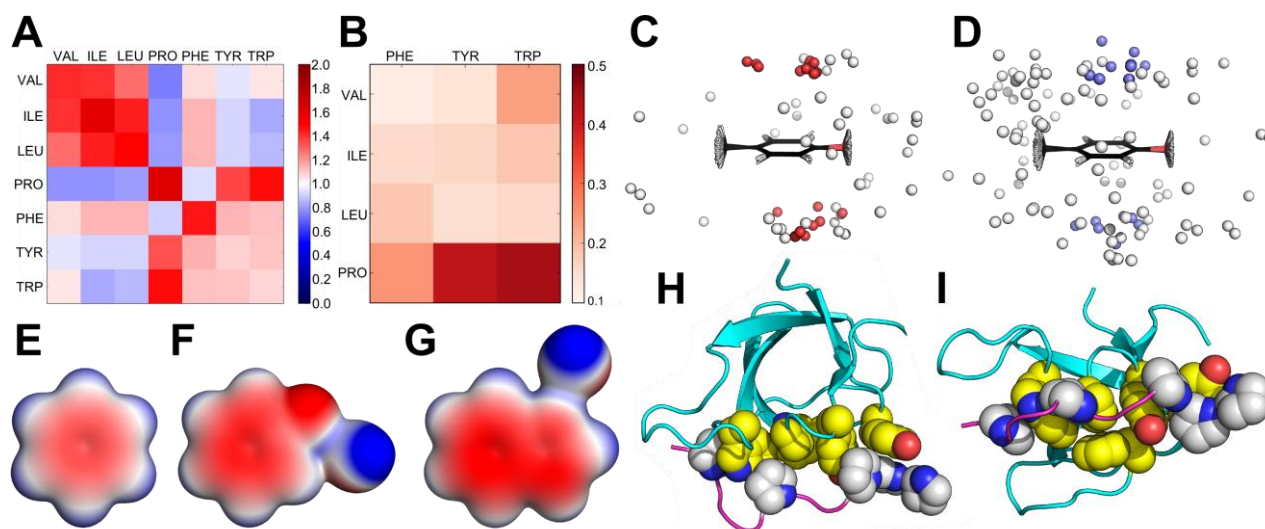 A
VAL ILE LEU PRO PHE TYR TRP
VAL
ILE
LEU
PRO
PHE
TYR
TRP
2.0
1.8
1.6
1.4
1.2
1.0
0.8
0.6
0.4
0.2
0.0
B
PHE TYR TRP
VAL
ILE
LEU
PRO
0.5
0.4
0.3
0.2
0.1
C
D
E
F
G
H
I